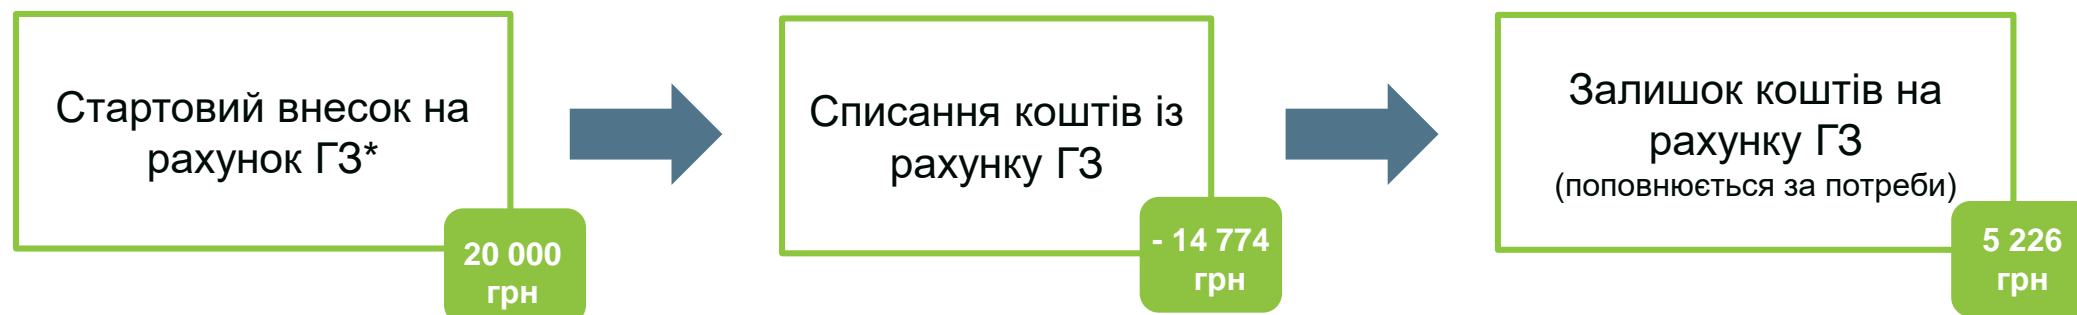 Стартовий внесок на
рахунок ГЗ*
20 000
грн
Списання коштів із
рахунку ГЗ
- 14 774
грн
Залишок коштів на
рахунку ГЗ
(поповнюється за потреби)
5 226
грн